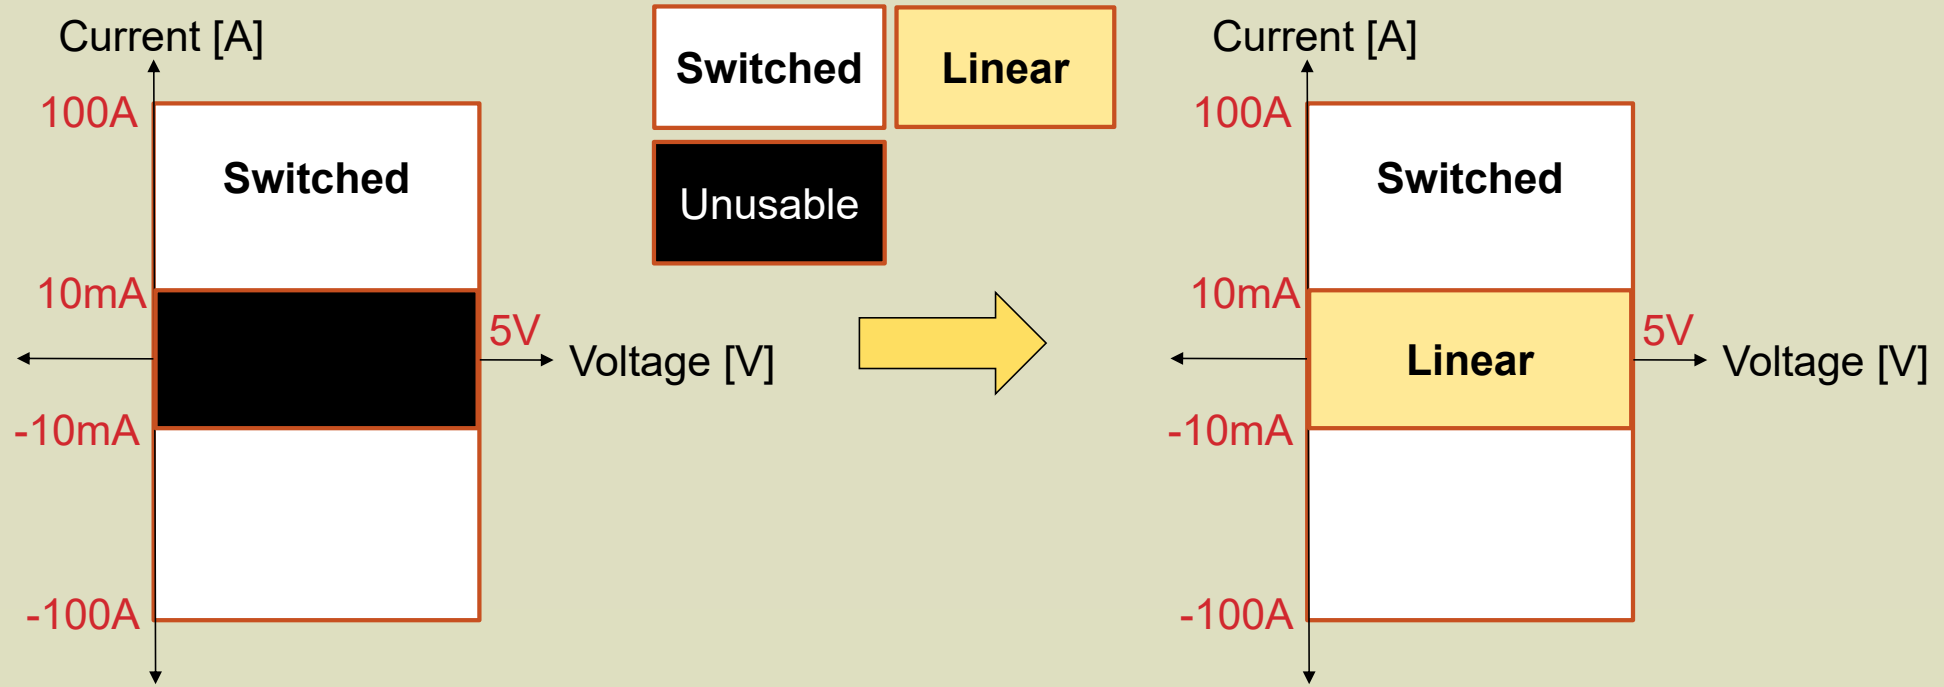 Current [A]
100A
Switched
10mA
5V
Voltage [V]
-10mA
-100A
Switched
Linear
Unusable
Current [A]
100A
Switched
10mA
5V
Linear
Voltage [V]
-10mA
-100A